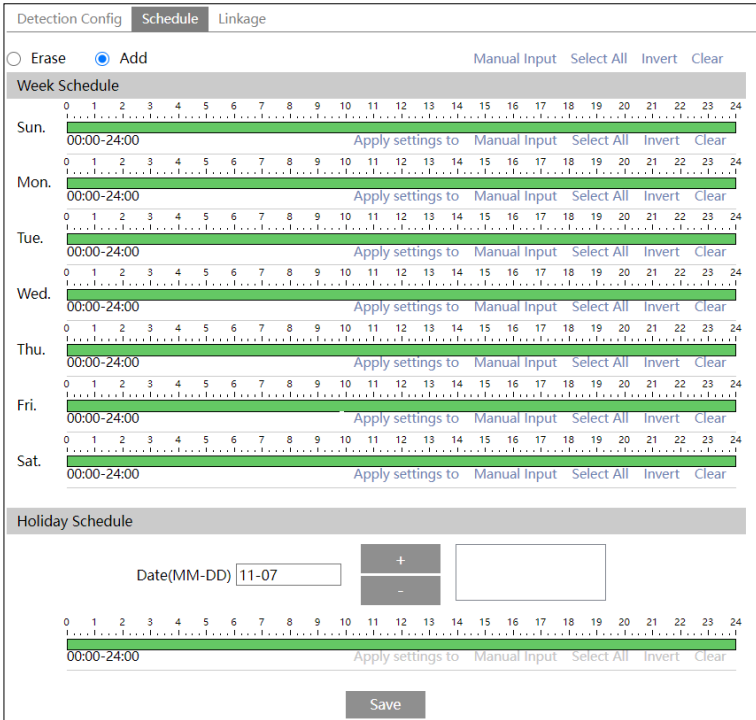 Detection Config Schedule Linkage
Erase Add Manual Input Select All Invert Clear
Week Schedule
0 1 2 3 4 5 6 7 8 9 10 11 12 13 14 15 16 17 18 19 20 21 22 23 24
Sun.
00:00-24:00 Apply settings to Manual Input Select All Invert Clear
0 1 2 3 4 5 6 7 8 9 10 11 12 13 14 15 16 17 18 19 20 21 22 23 24
Mon.
00:00-24:00 Apply settings to Manual Input Select All Invert Clear
0 1 2 3 4 5 6 7 8 9 10 11 12 13 14 15 16 17 18 19 20 21 22 23 24
Tue.
00:00-24:00 Apply settings to Manual Input Select All Invert Clear
0 1 2 3 4 5 6 7 8 9 10 11 12 13 14 15 16 17 18 19 20 21 22 23 24
Wed.
00:00-24:00 Apply settings to Manual Input Select All Invert Clear
0 1 2 3 4 5 6 7 8 9 10 11 12 13 14 15 16 17 18 19 20 21 22 23 24
Thu.
00:00-24:00 Apply settings to Manual Input Select All Invert Clear
0 1 2 3 4 5 6 7 8 9 10 11 12 13 14 15 16 17 18 19 20 21 22 23 24
Fri.
00:00-24:00 Apply settings to Manual Input Select All Invert Clear
0 1 2 3 4 5 6 7 8 9 10 11 12 13 14 15 16 17 18 19 20 21 22 23 24
Sat.
00:00-24:00 Apply settings to Manual Input Select All Invert Clear
Holiday Schedule
+
Date(MM-DD) 11-07
-
0 1 2 3 4 5 6 7 8 9 10 11 12 13 14 15 16 17 18 19 20 21 22 23 24
00:00-24:00 Apply settings to Manual Input Select All Invert Clear
Save